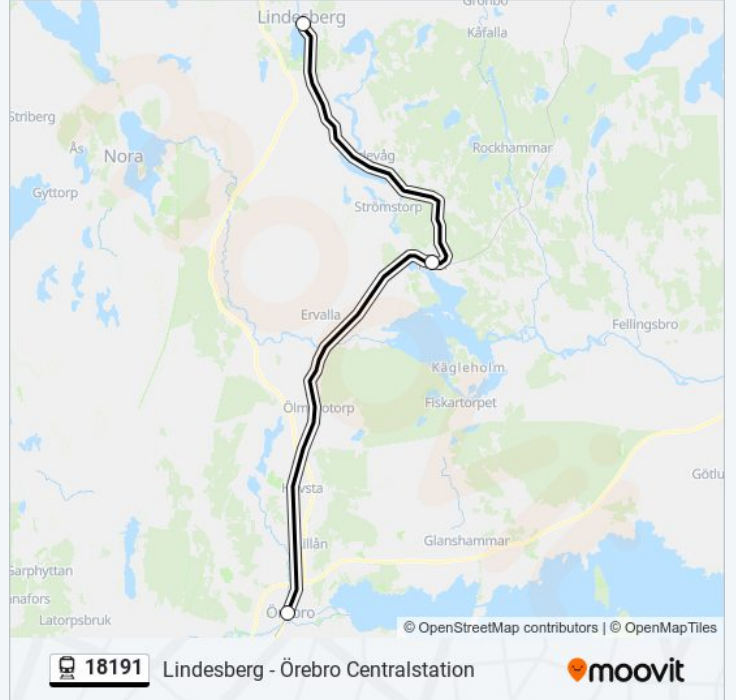 Grönbo
Lindesberg
Kåfalla
Striberg
Ås
Nora
Rockhammar
Gyttorp
Strömstorp
Ervalla
Fellingsbro
Kägleholm
Fiskartorpet
Götlu
Glanshammar
Garphyttan
Latorpsbruk
Örebro
© OpenStreetMap contributors | © OpenMapTiles
18191 Lindesberg - Örebro Centralstation moovit